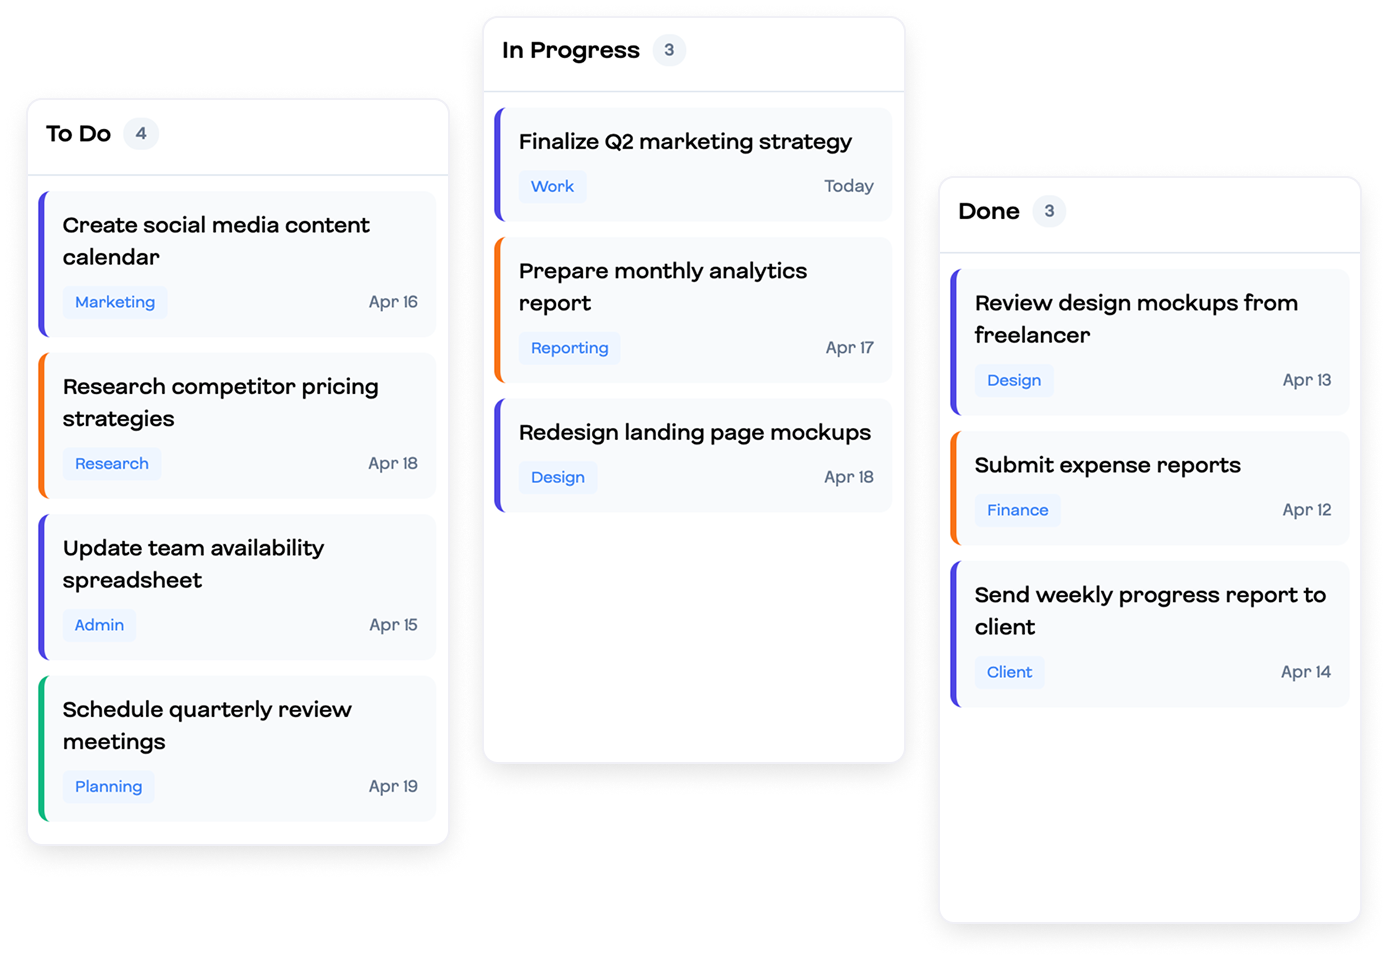 To Do 4
Create social media content
calendar
Marketing Apr 16
Research competitor pricing
strategies
Research Apr 18
Update team availability
spreadsheet
Admin Apr 15
Schedule quarterly review
meetings
Planning Apr 19
In Progress 3
Finalize Q2 marketing strategy
Work Today
Prepare monthly analytics
report
Reporting Apr 17
Redesign landing page mockups
Design Apr 18
Done 3
Review design mockups from
freelancer
Design Apr 13
Submit expense reports
Finance Apr 12
Send weekly progress report to
client
Client Apr 14